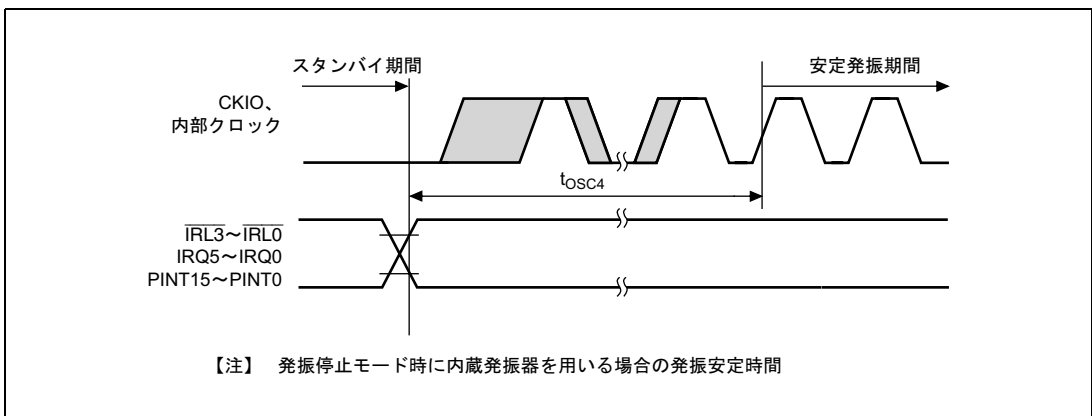 スタンバイ期間
安定発振期間
CKIO、
内部クロック
tOSC4
IRL3～IRL0
IRQ5～IRQ0
PINT15～PINT0
【注】 発振停止モード時に内蔵発振器を用いる場合の発振安定時間